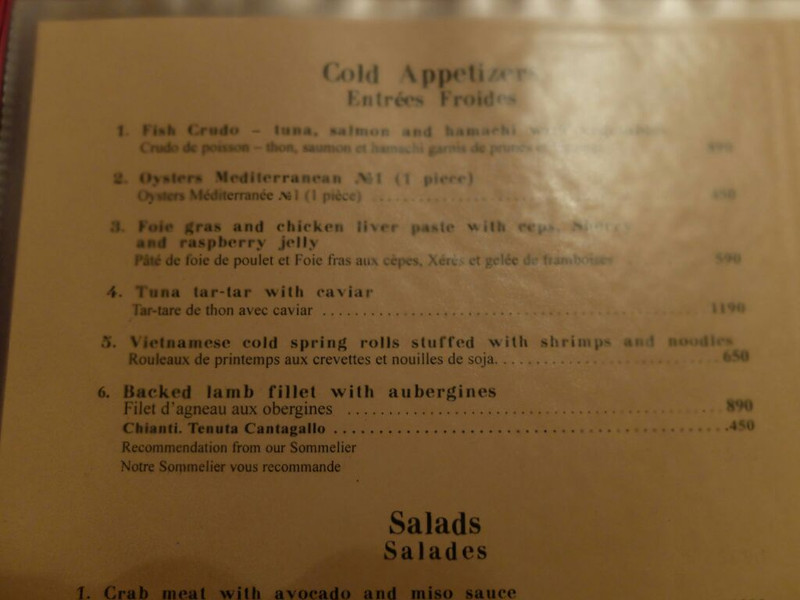 Cold Appetizers
Entrées Froides
1. Fish Crudo - tuna, salmon and hamachi with
Crudo de poisson - thon, saumon et hamachi garnis de prunes et
2. Oysters Mediterranean №1 (1 piece)
Oysters Méditerranée №1 (1 pièce) ..............
3. Foie gras and chicken liver paste with ceps, Sherry
and raspberry jelly
Pâté de foie de poulet et Foie fras aux cèpes, Xérès et gelée de framboises 590
4. Tuna tar-tar with caviar
Tar-tare de thon avec caviar .............. 1190
5. Vietnamese cold spring rolls stuffed with shrimps and noodles
Rouleaux de printemps aux crevettes et nouilles de soja.............. 650
6. Backed lamb fillet with aubergines
Filet d'agneau aux obergines .............. 890
Chianti. Tenuta Cantagallo ..............450
Recommendation from our Sommelier
Notre Sommelier vous recommande
Salads
Salades
1. Crab meat with avocado and miso sauce